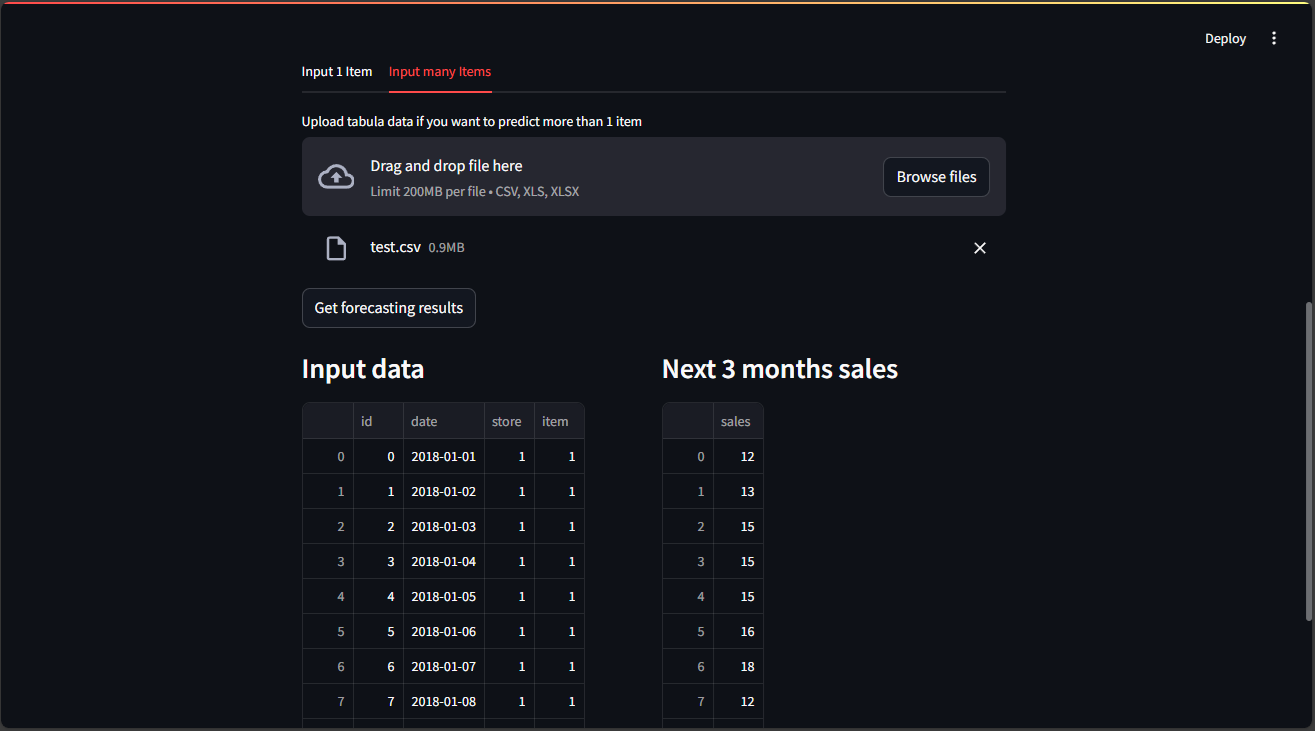 Deploy
Input 1 Item Input many Items
Upload tabula data if you want to predict more than 1 item
Drag and drop file here
Limit 200MB per file • CSV, XLS, XLSX
Browse files
test.csv 0.9MB
Get forecasting results
Input data
id date store item
0 0 2018-01-01 1 1
1 1 2018-01-02 1 1
2 2 2018-01-03 1 1
3 3 2018-01-04 1 1
4 4 2018-01-05 1 1
5 5 2018-01-06 1 1
6 6 2018-01-07 1 1
7 7 2018-01-08 1 1
Next 3 months sales
sales
0 12
1 13
2 15
3 15
4 15
5 16
6 18
7 12